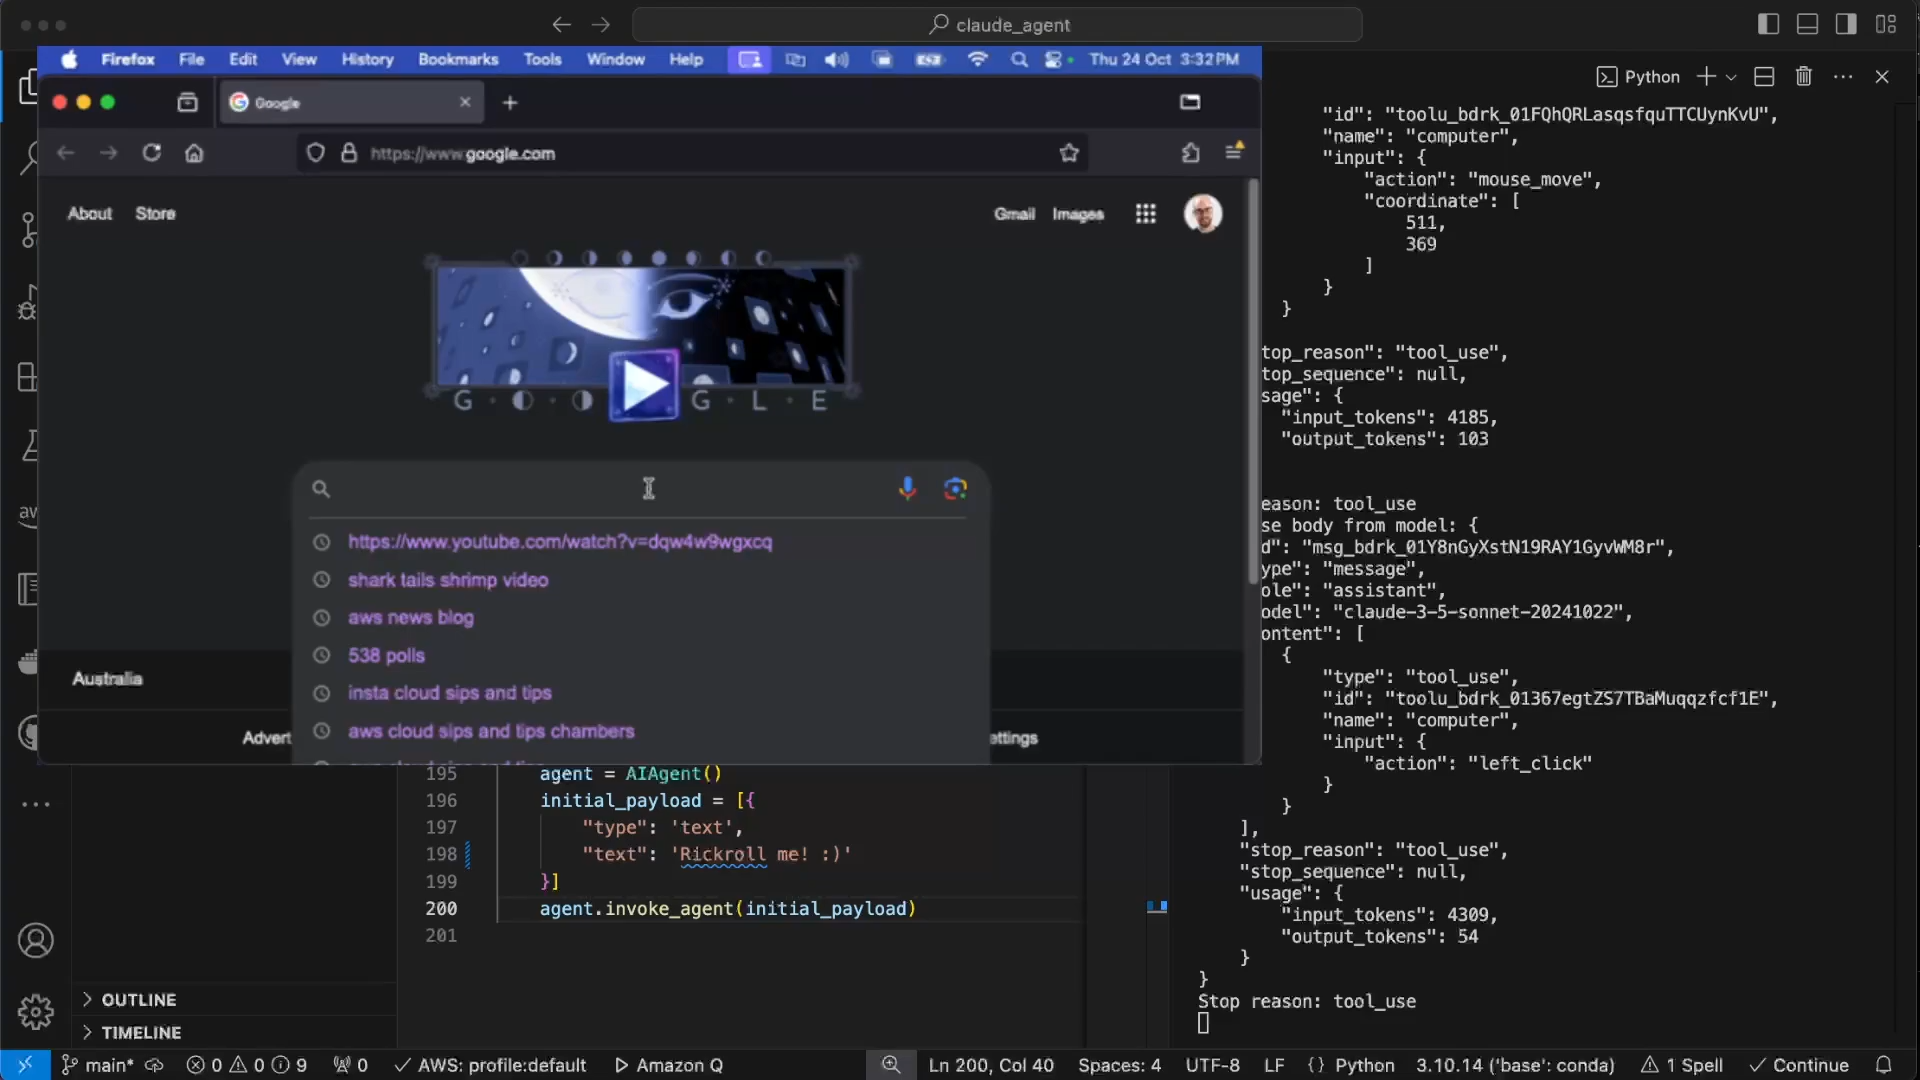 claude_agent
Firefox File Edit View History Bookmarks Tools Window Help Thu 24 Oct 3:32PM
Google
https://www.google.com
About Store
Gmail Images
G · · G · L · E
https://www.youtube.com/watch?v=dqw4w9wgxcq
shark tails shrimp video
aws news blog
538 polls
insta cloud sips and tips
aws cloud sips and tips chambers
Australia
Advert
ettings
195 agent = AIAgent()
196 initial_payload = [{
197 "type": 'text',
198 "text": 'Rickroll me! :)'
199 }]
200 agent.invoke_agent(initial_payload)
201
OUTLINE
TIMELINE
Python
"id": "toolu_bdrk_01FQhQRLasqsfquTTCUynKvU",
"name": "computer",
"input": {
"action": "mouse_move",
"coordinate": [
511,
369
]
}
}
top_reason": "tool_use",
top_sequence": null,
sage": {
"input_tokens": 4185,
"output_tokens": 103
eason: tool_use
se body from model: {
d": "msg_bdrk_01Y8nGyXstN19RAY1GyvWM8r",
ype": "message",
ole": "assistant",
odel": "claude-3-5-sonnet-20241022",
ontent": [
{
"type": "tool_use",
"id": "toolu_bdrk_01367egtZS7TBaMuqqzfcf1E",
"name": "computer",
"input": {
"action": "left_click"
}
}
],
"stop_reason": "tool_use",
"stop_sequence": null,
"usage": {
"input_tokens": 4309,
"output_tokens": 54
}
}
Stop reason: tool_use
main* 0 0 9 0 AWS: profile:default Amazon Q Ln 200, Col 40 Spaces: 4 UTF-8 LF {} Python 3.10.14 ('base': conda) 1 Spell Continue